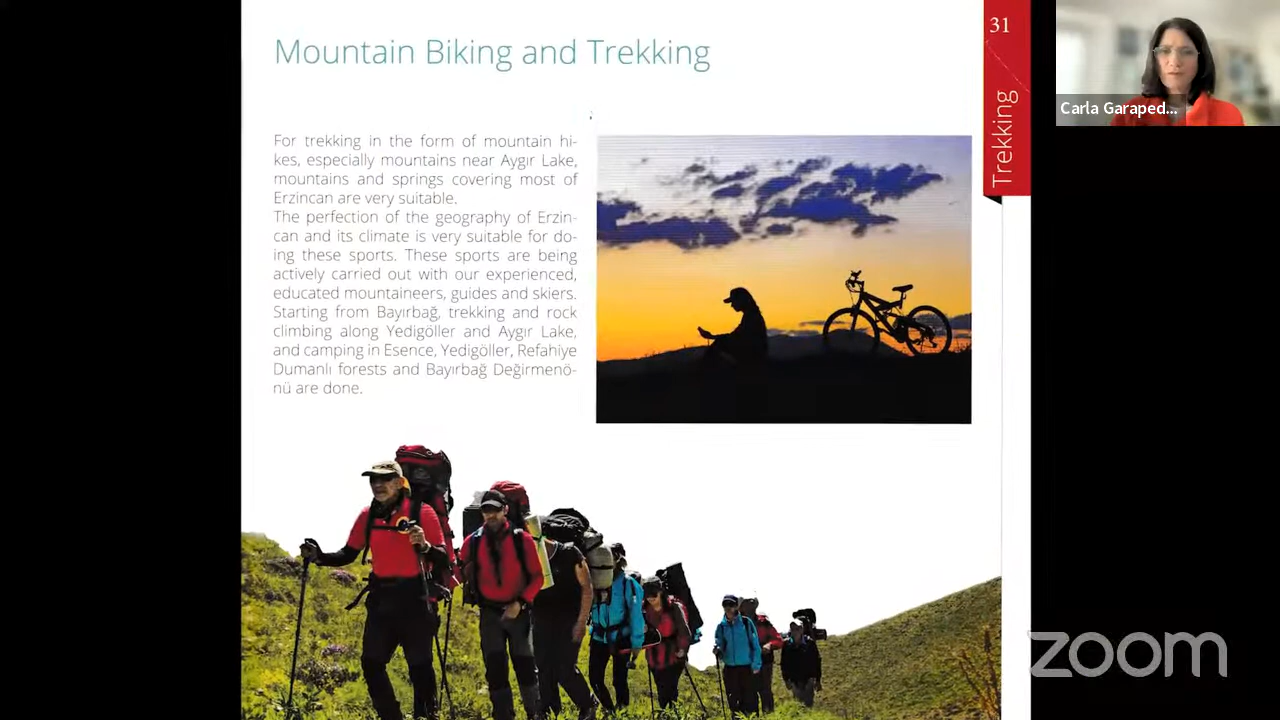 Mountain Biking and Trekking
31
Trekking
Carla Garaped...
For trekking in the form of mountain hi-
kes, especially mountains near Aygır Lake,
mountains and springs covering most of
Erzincan are very suitable.
The perfection of the geography of Erzin-
can and its climate is very suitable for do-
ing these sports. These sports are being
actively carried out with our experienced,
educated mountaineers, guides and skiers.
Starting from Bayırbağ, trekking and rock
climbing along Yedigöller and Aygır Lake,
and camping in Esence, Yedigöller, Refahiye
Dumanlı forests and Bayırbağ Değirmenö-
nü are done.
zoom